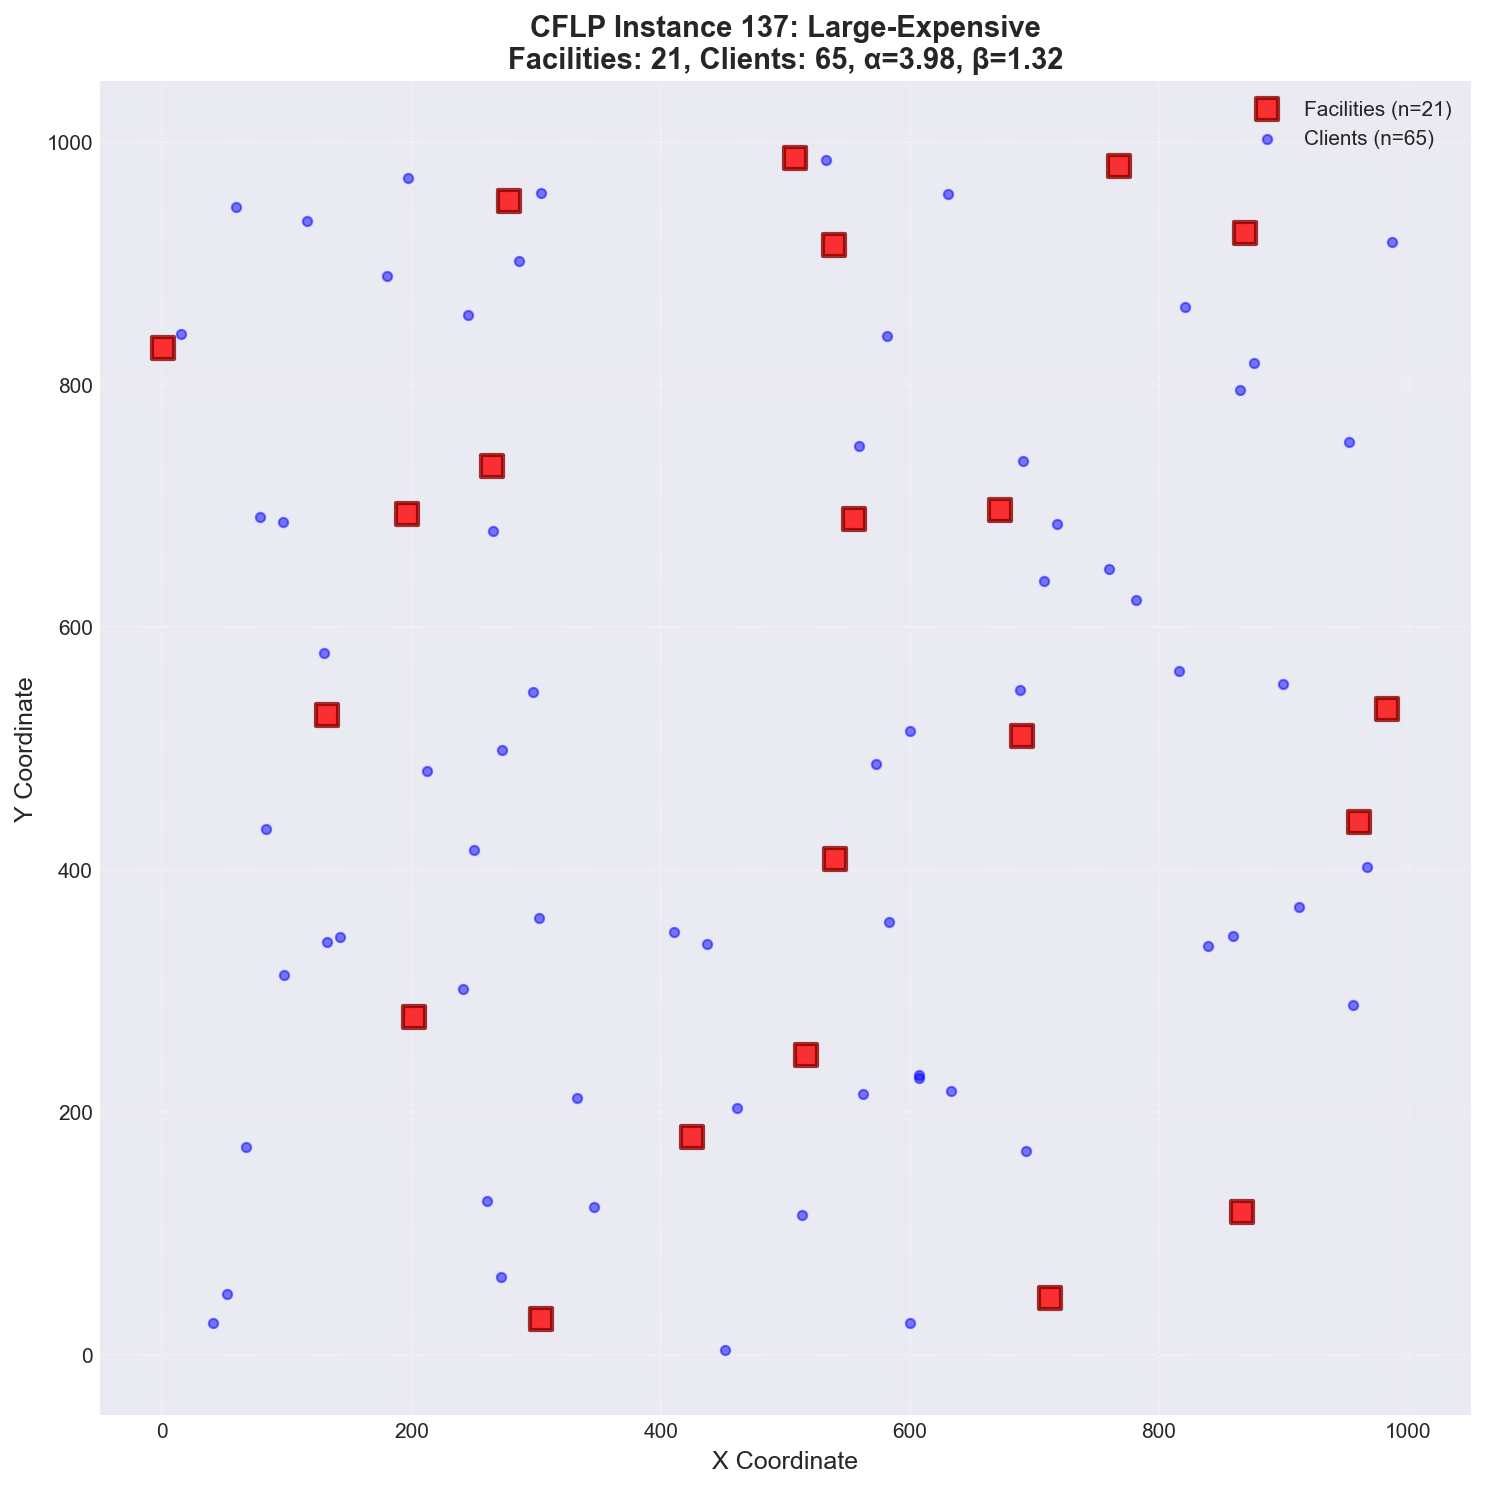 CFLP Instance 137: Large-Expensive
Facilities: 21, Clients: 65, α=3.98, β=1.32
Facilities (n=21)
Clients (n=65)
1000
800
600
400
200
0
Y Coordinate
0
200
400
600
800
1000
X Coordinate